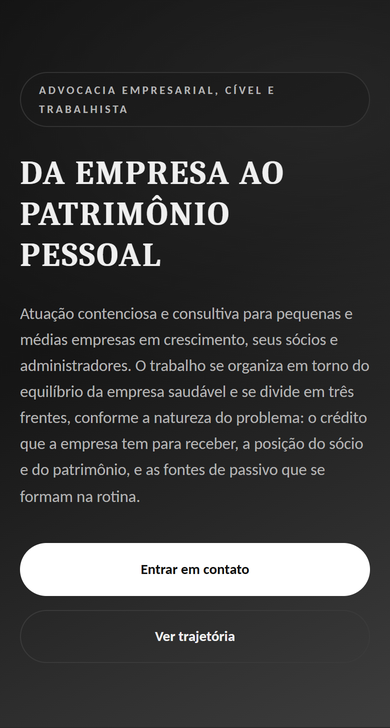 ADVOCACIA EMPRESARIAL, CÍVEL E
TRABALHISTA
DA EMPRESA AO
PATRIMÔNIO
PESSOAL
Atuação contenciosa e consultiva para pequenas e
médias empresas em crescimento, seus sócios e
administradores. O trabalho se organiza em torno do
equilíbrio da empresa saudável e se divide em três
frentes, conforme a natureza do problema: o crédito
que a empresa tem para receber, a posição do sócio
e do patrimônio, e as fontes de passivo que se
formam na rotina.
Entrar em contato
Ver trajetória